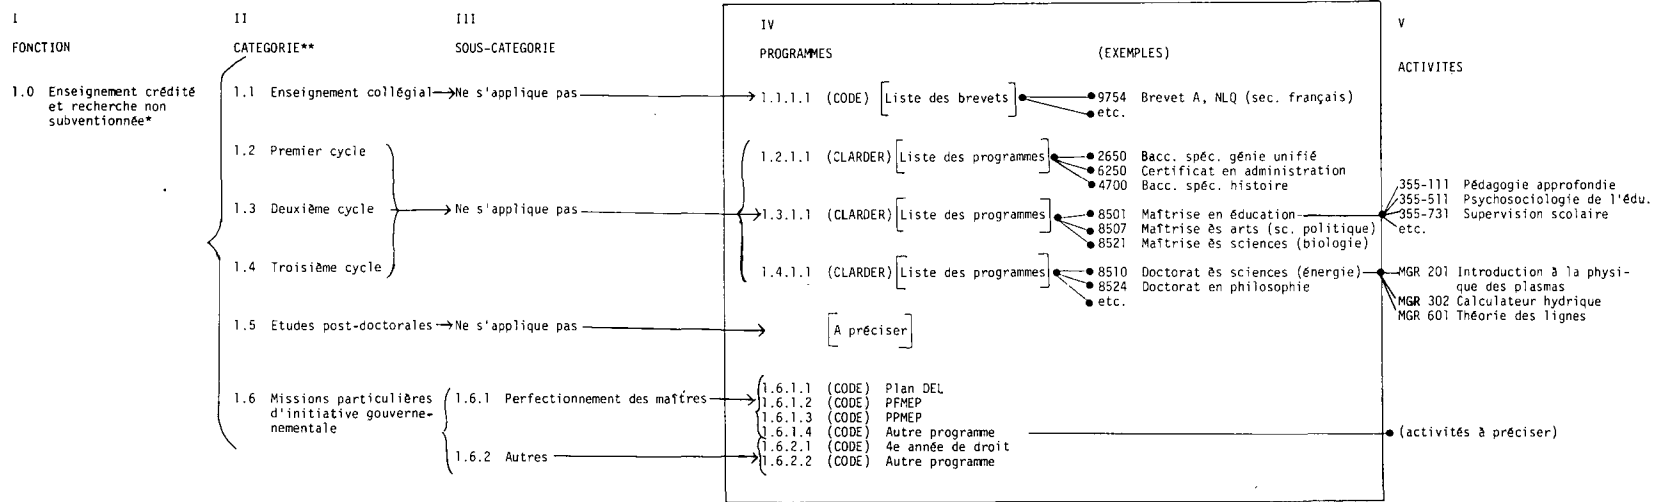 I II III IV V
FONCTION CATEGORIE** SOUS-CATEGORIE PROGRAMMES (EXEMPLES) ACTIVITES
1.0 Enseignement crédité et recherche non subventionnée*
1.1 Enseignement collégial Ne s'applique pas 1.1.1.1 (CODE) [Liste des brevets] 9754 Brevet A, NLQ (sec. français)
etc.
1.2 Premier cycle 1.2.1.1 (CLARDER) [Liste des programmes] 2650 Bacc. spéc. génie unifié
6250 Certificat en administration
4700 Bacc. spéc. histoire
1.3 Deuxième cycle Ne s'applique pas 1.3.1.1 (CLARDER) [Liste des programmes] 8501 Maîtrise en éducation
8507 Maîtrise ès arts (sc. politique)
8521 Maîtrise ès sciences (biologie)
355-111 Pédagogie approfondie
355-511 Psychosociologie de l'édu.
355-731 Supervision scolaire
etc.
1.4 Troisième cycle 1.4.1.1 (CLARDER) [Liste des programmes] 8510 Doctorat ès sciences (énergie)
8524 Doctorat en philosophie
etc.
MGR 201 Introduction à la physi-
que des plasmas
MGR 302 Calculateur hydrique
MGR 601 Théorie des lignes
1.5 Etudes post-doctorales Ne s'applique pas [A préciser]
1.6 Missions particulières
d'initiative gouverne-
nementale
1.6.1 Perfectionnement des maîtres
1.6.2 Autres
1.6.1.1 (CODE) Plan DEL
1.6.1.2 (CODE) PFMEP
1.6.1.3 (CODE) PPMEP
1.6.1.4 (CODE) Autre programme (activités à préciser)
1.6.2.1 (CODE) 4e année de droit
1.6.2.2 (CODE) Autre programme